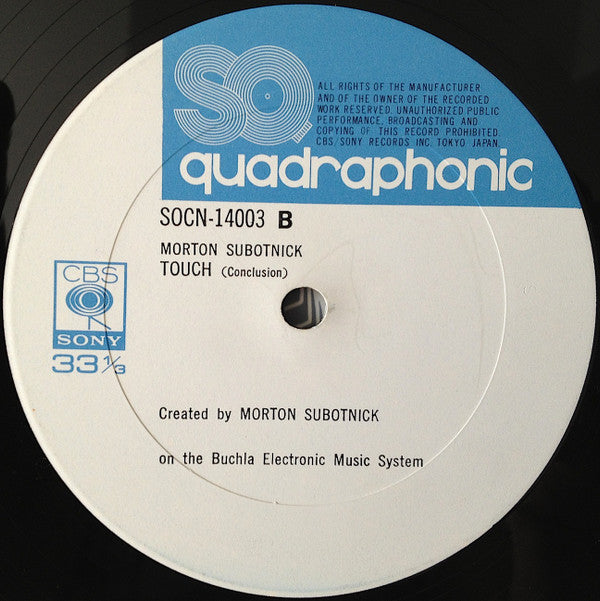 SQ
ALL RIGHTS OF THE MANUFACTURER
AND OF THE OWNER OF THE RECORDED
WORK RESERVED. UNAUTHORIZED PUBLIC
PERFORMANCE, BROADCASTING AND
COPYING OF THIS RECORD PROHIBITED.
CBS/SONY RECORDS INC. TOKYO JAPAN.
quadraphonic
SOCN-14003 B
MORTON SUBOTNICK
TOUCH (Conclusion)
CBS
SONY
33 1/3
Created by MORTON SUBOTNICK
on the Buchla Electronic Music System